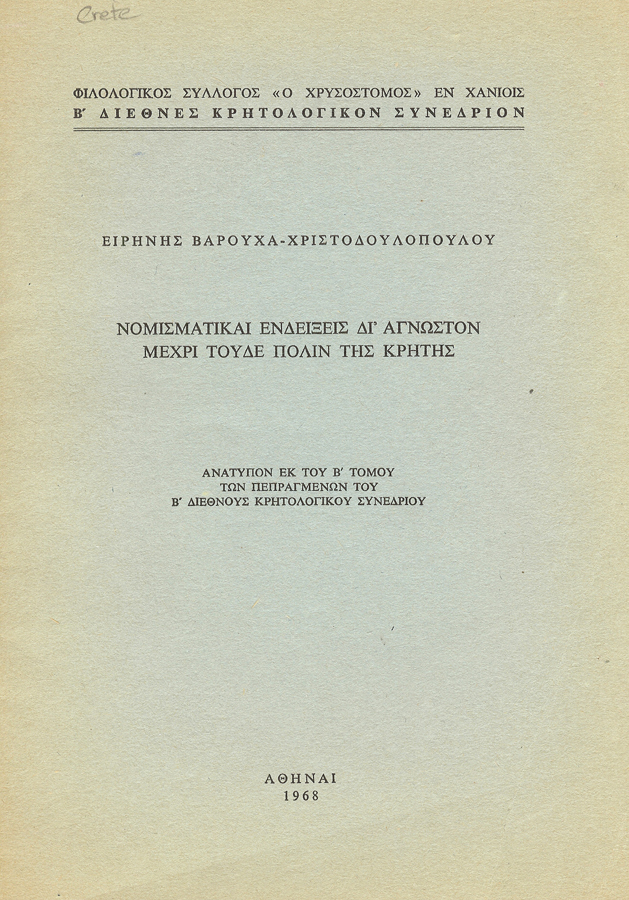 Crete
ΦΙΛΟΛΟΓΙΚΟΣ ΣΥΛΛΟΓΟΣ «Ο ΧΡΥΣΟΣΤΟΜΟΣ» ΕΝ ΧΑΝΙΟΙΣ
Β΄ ΔΙΕΘΝΕΣ ΚΡΗΤΟΛΟΓΙΚΟΝ ΣΥΝΕΔΡΙΟΝ
ΕΙΡΗΝΗΣ ΒΑΡΟΥΧΑ-ΧΡΙΣΤΟΔΟΥΛΟΠΟΥΛΟΥ
ΝΟΜΙΣΜΑΤΙΚΑΙ ΕΝΔΕΙΞΕΙΣ ΔΙ' ΑΓΝΩΣΤΟΝ
ΜΕΧΡΙ ΤΟΥΔΕ ΠΟΛΙΝ ΤΗΣ ΚΡΗΤΗΣ
ΑΝΑΤΥΠΟΝ ΕΚ ΤΟΥ Β΄ ΤΟΜΟΥ
ΤΩΝ ΠΕΠΡΑΓΜΕΝΩΝ ΤΟΥ
Β΄ ΔΙΕΘΝΟΥΣ ΚΡΗΤΟΛΟΓΙΚΟΥ ΣΥΝΕΔΡΙΟΥ
ΑΘΗΝΑΙ
1968